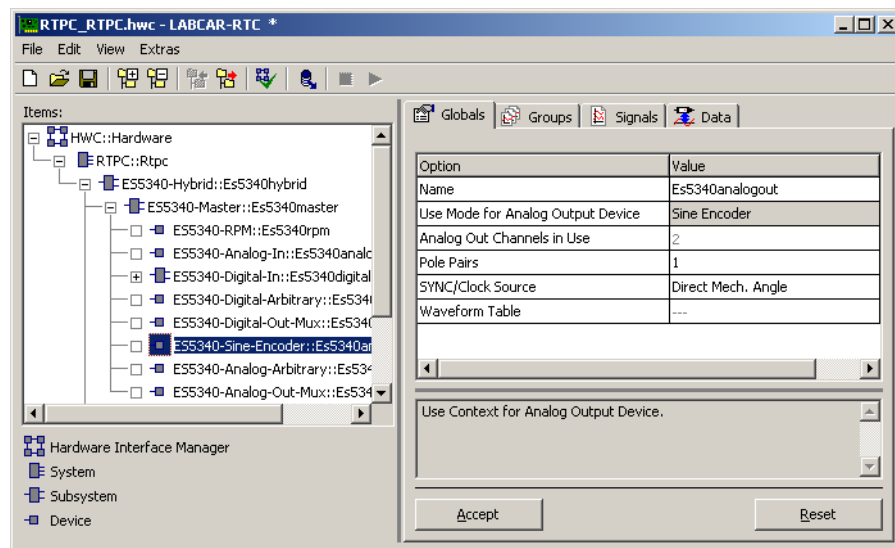 RTPC_RTPC.hwc - LABCAR-RTC *
File Edit View Extras
Items:
HWC::Hardware
RTPC::Rtpc
ES5340-Hybrid::Es5340hybrid
ES5340-Master::Es5340master
ES5340-RPM::Es5340rpm
ES5340-Analog-In::Es5340analo
ES5340-Digital-In::Es5340digital
ES5340-Digital-Arbitrary::Es534
ES5340-Digital-Out-Mux::Es534
ES5340-Sine-Encoder::Es5340a
ES5340-Analog-Arbitrary::Es534
ES5340-Analog-Out-Mux::Es534
Hardware Interface Manager
System
Subsystem
Device
Globals Groups Signals Data
Option Value
Name Es5340analogout
Use Mode for Analog Output Device Sine Encoder
Analog Out Channels in Use 2
Pole Pairs 1
SYNC/Clock Source Direct Mech. Angle
Waveform Table ---
Use Context for Analog Output Device.
Accept Reset